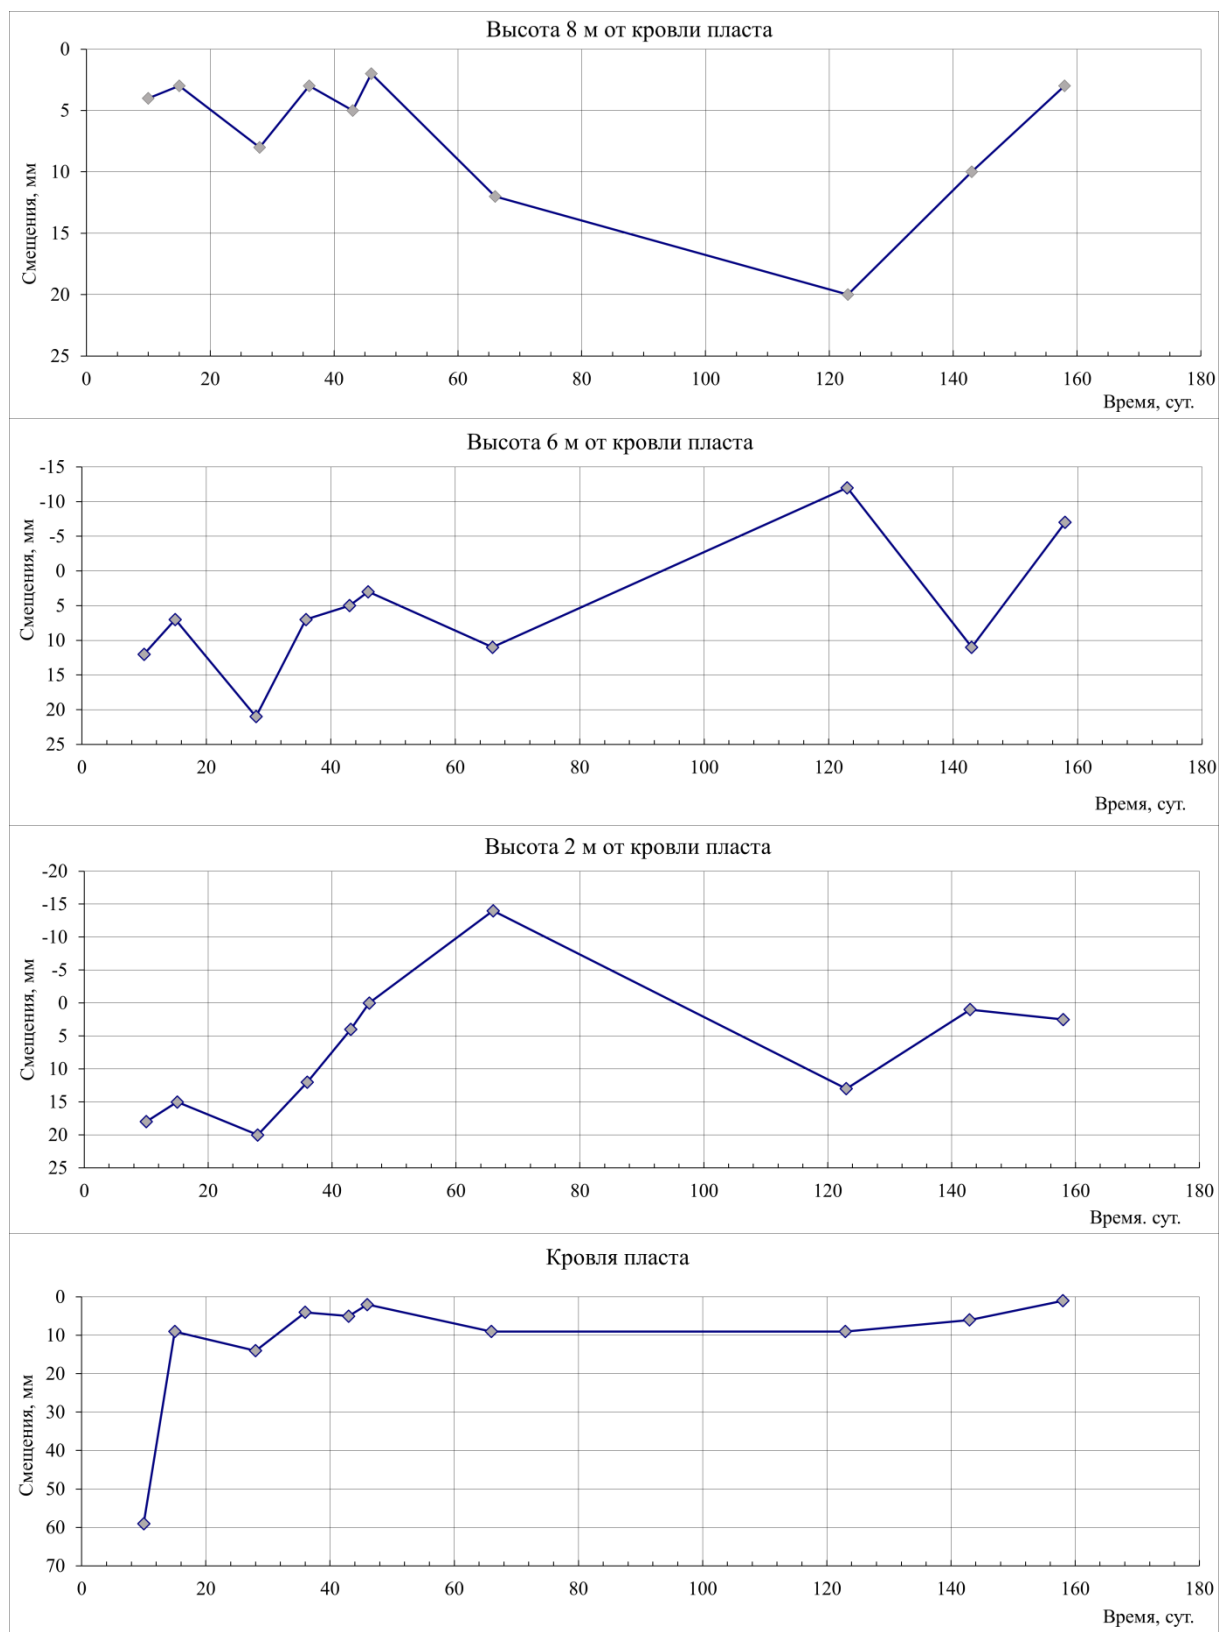 Высота 8 м от кровли пласта
0
5
10
15
20
25
Смещения, мм
0 20 40 60 80 100 120 140 160 180
Время, сут.
Высота 6 м от кровли пласта
-15
-10
-5
0
5
10
15
20
25
Смещения, мм
0 20 40 60 80 100 120 140 160 180
Время, сут.
Высота 2 м от кровли пласта
-20
-15
-10
-5
0
5
10
15
20
25
Смещения, мм
0 20 40 60 80 100 120 140 160 180
Время. сут.
Кровля пласта
0
10
20
30
40
50
60
70
Смещения, мм
0 20 40 60 80 100 120 140 160 180
Время, сут.